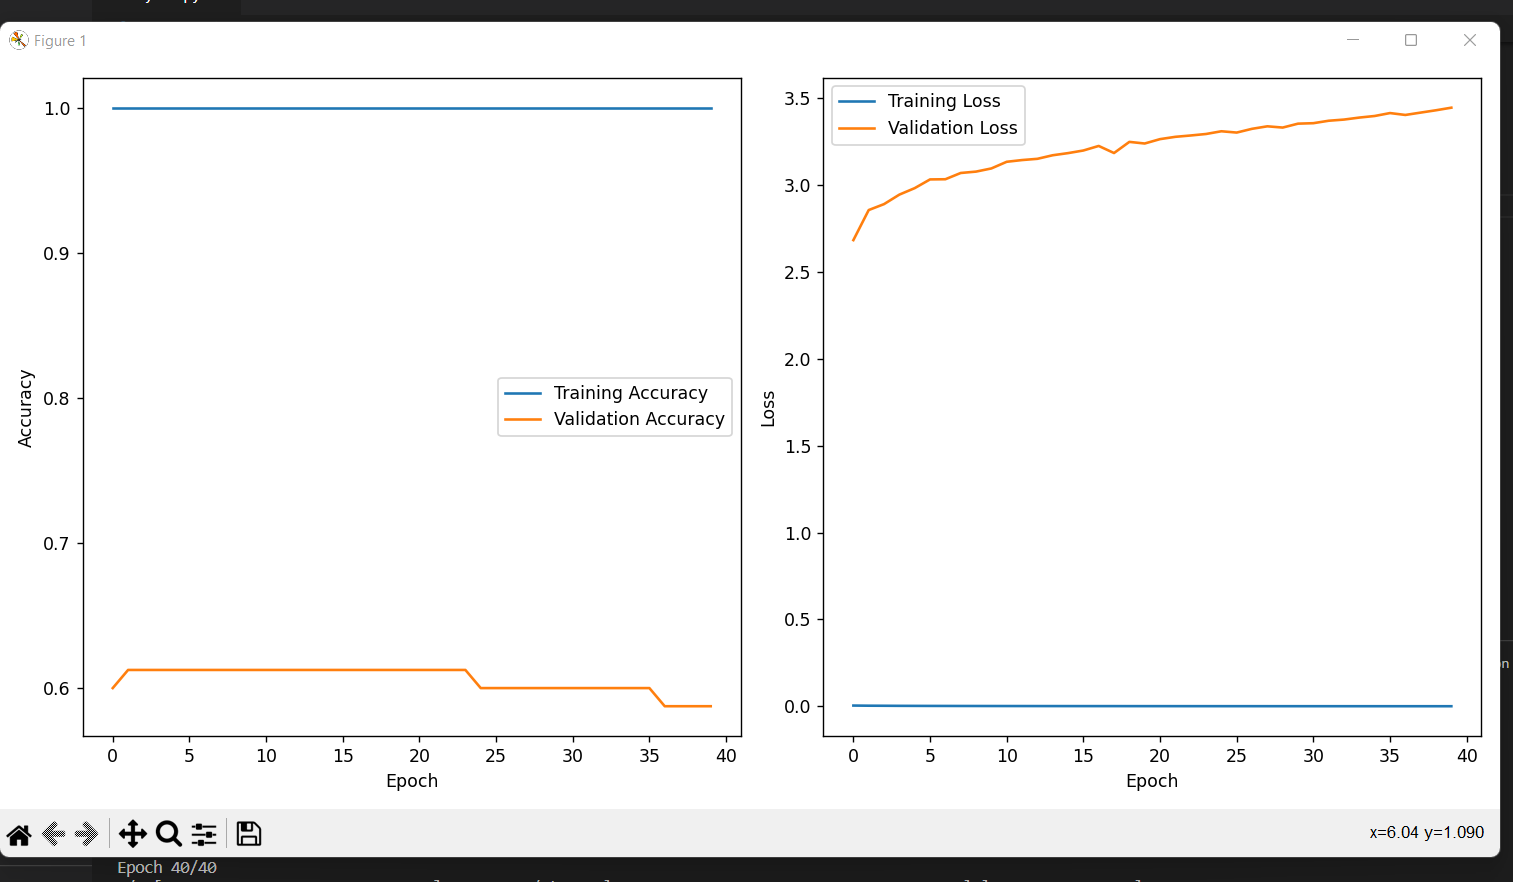 Figure 1
1.0
0.9
0.8
0.7
0.6
Accuracy
Training Accuracy
Validation Accuracy
0 5 10 15 20 25 30 35 40
Epoch
3.5
3.0
2.5
2.0
1.5
1.0
0.5
0.0
Loss
Training Loss
Validation Loss
0 5 10 15 20 25 30 35 40
Epoch
x=6.04 y=1.090
on
Epoch 40/40